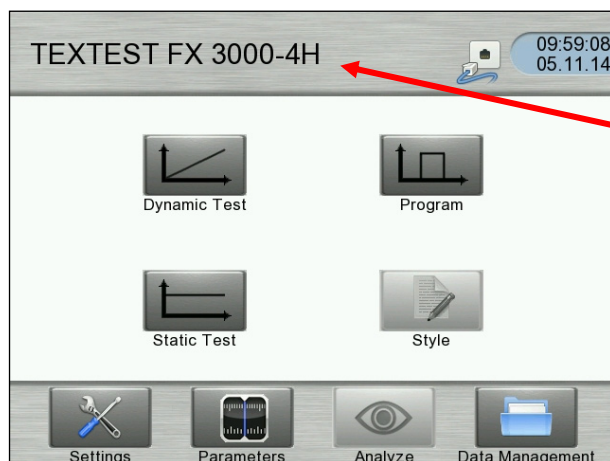 TEXTEST FX 3000-4H
09:59:08
05.11.14
Dynamic Test
Program
Static Test
Style
Settings
Parameters
Analyze
Data Management